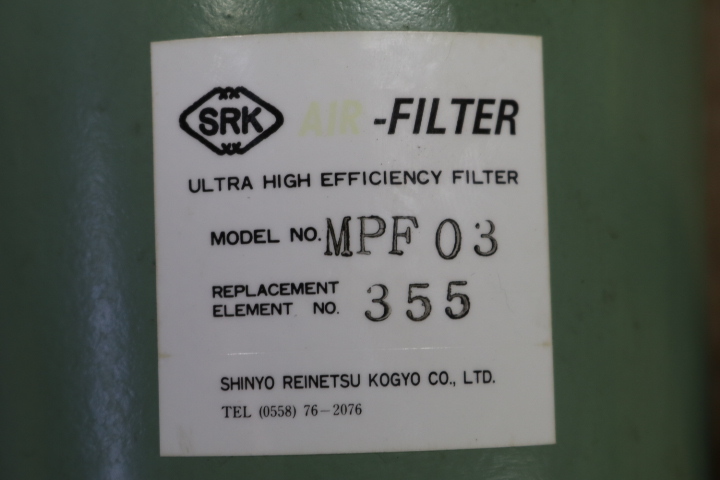 SRK AIR-FILTER
ULTRA HIGH EFFICIENCY FILTER
MODEL NO. MPF 03
REPLACEMENT
ELEMENT NO. 355
SHINYO REINETSU KOGYO CO., LTD.
TEL (0558) 76-2076